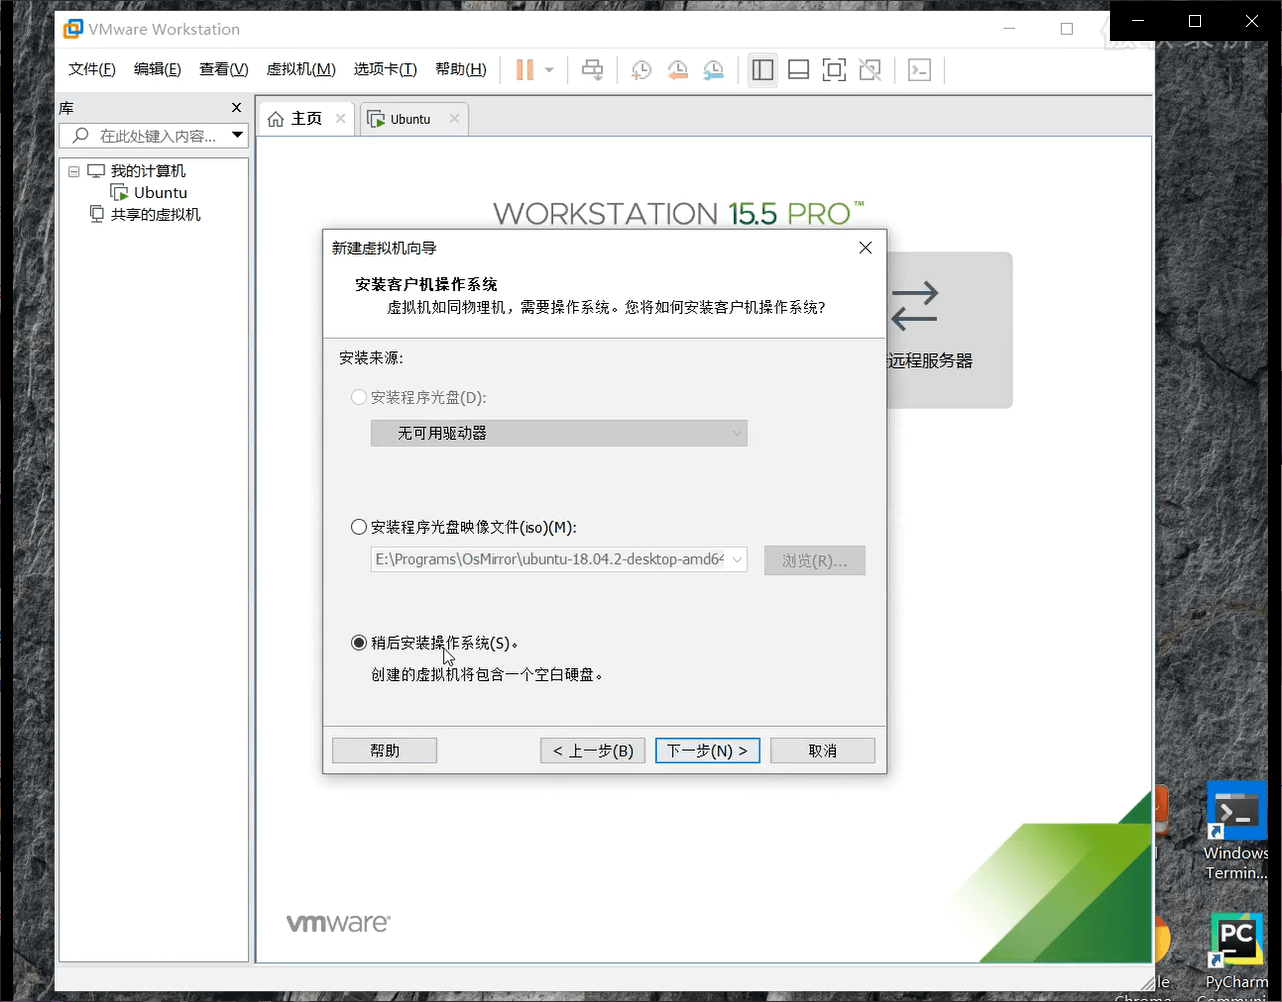 VMware Workstation
文件(F) 编辑(E) 查看(V) 虚拟机(M) 选项卡(T) 帮助(H)
库
在此处键入内容...
我的计算机
Ubuntu
共享的虚拟机
主页
Ubuntu
WORKSTATION 15.5 PRO™
新建虚拟机向导
安装客户机操作系统
虚拟机如同物理机，需要操作系统。您将如何安装客户机操作系统?
远程服务器
安装来源:
安装程序光盘(D):
无可用驱动器
安装程序光盘映像文件(iso)(M):
E:\Programs\OsMirror\ubuntu-18.04.2-desktop-amd64
浏览(R)...
稍后安装操作系统(S)。
创建的虚拟机将包含一个空白硬盘。
帮助
< 上一步(B)
下一步(N) >
取消
vmware®
Windows
Termin...
PC
PyCharm